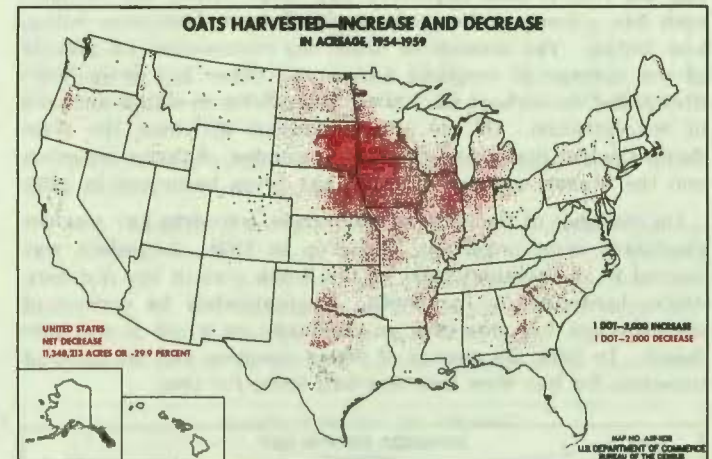 OATS HARVESTED—INCREASE AND DECREASE
IN ACREAGE, 1954-1959
UNITED STATES
NET DECREASE
11,348,213 ACRES OR -29.9 PERCENT
1 DOT—2,000 INCREASE
1 DOT—2,000 DECREASE
MAP NO.
U.S. DEPARTMENT OF COMMERCE
BUREAU OF THE CENSUS